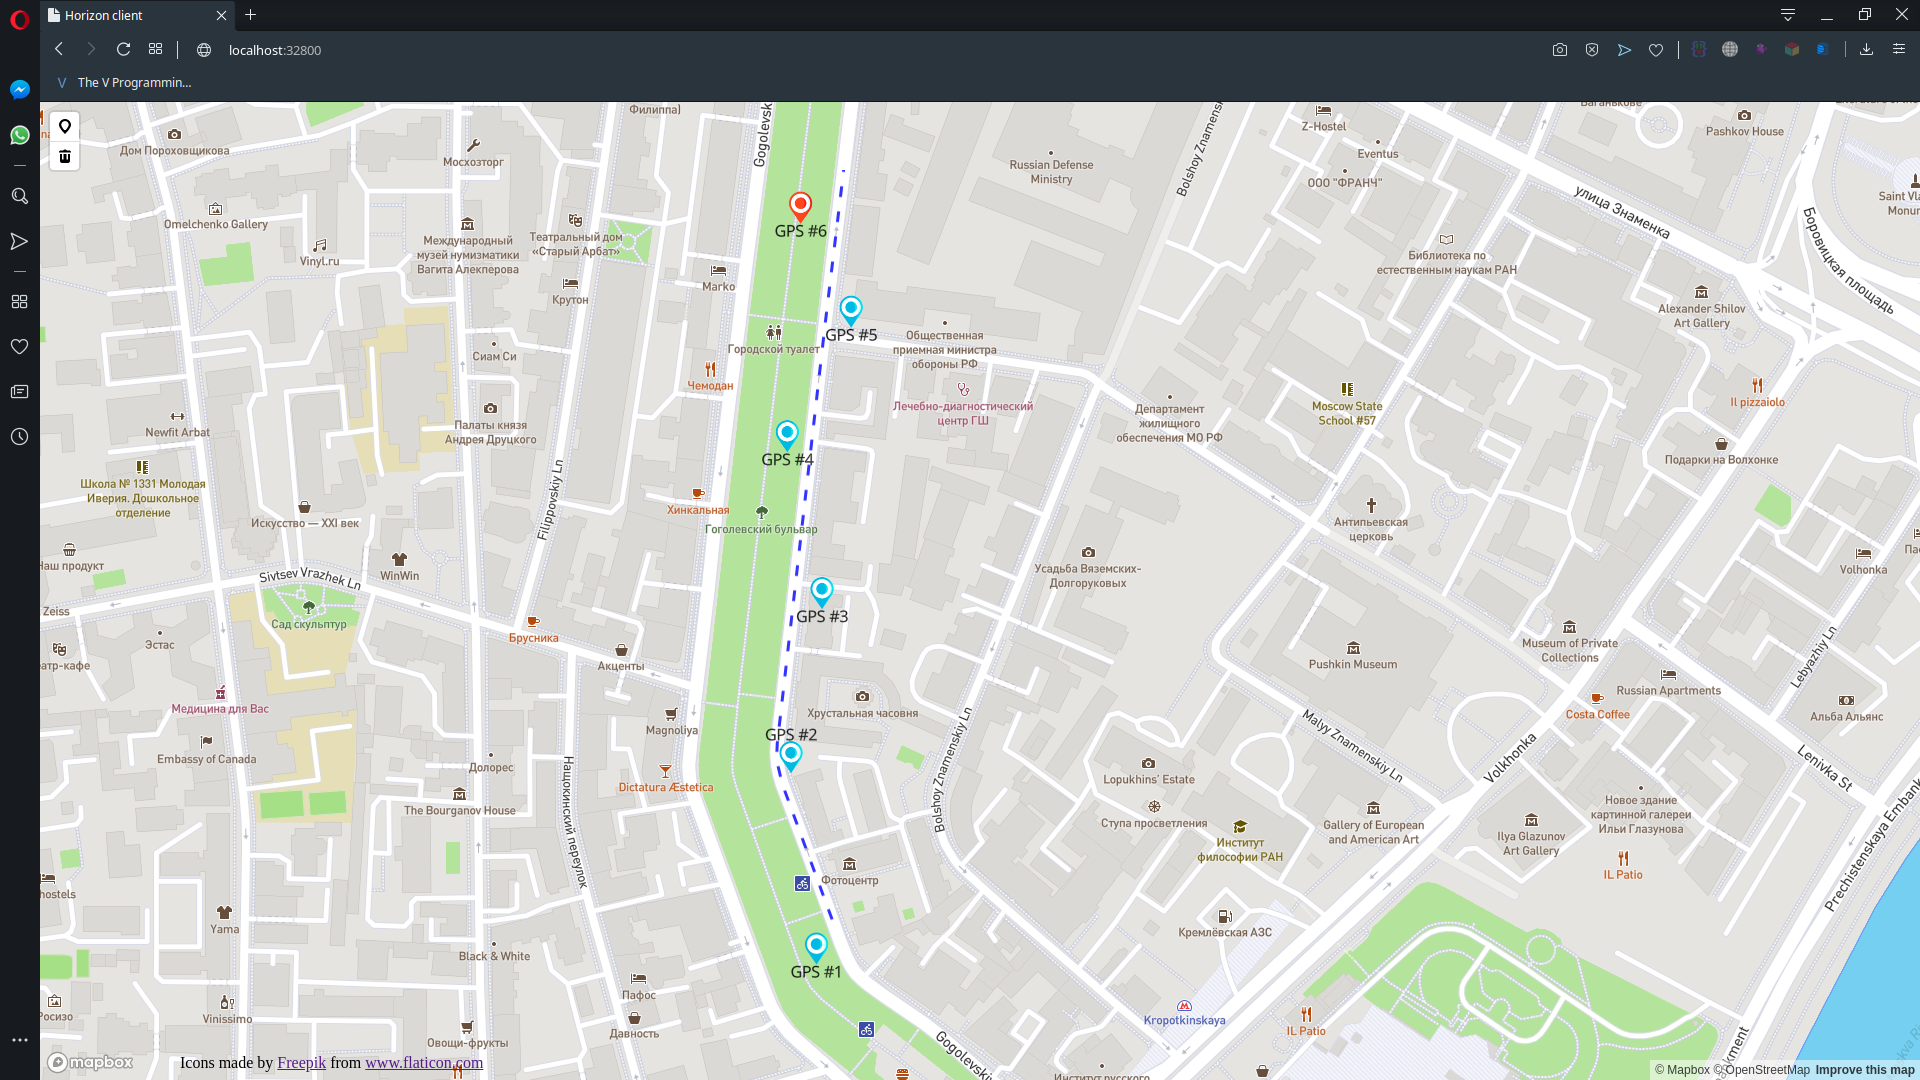 Horizon client
localhost:32800
V The V Programmin...
Филиппа]
Gogolevsk
Bolshoy Znamensk
Z-Hostel
Ваганькове
Pashkov House
Дом Пороховщикова
Мосхозторг
Eventus
Russian Defense
Ministry
ООО "ФРАНЧ"
улица Знаменка
Saint Vla
Monum
Omelchenko Gallery
GPS #6
Театральный дом
«Старый Арбат»
Международный
музей нумизматики
Вагита Алекперова
Vinyl.ru
Боровицкая площадь
Библиотека по
естественным наукам РАН
Marko
Крутон
Alexander Shilov
Art Gallery
GPS #5
Общественная
приемная министра
обороны РФ
Городской туалет
Сиам Си
Чемодан
Лечебно-диагностический
центр ГШ
Moscow State
School #57
Il pizzaiolo
Департамент
жилищного
обеспечения МО РФ
Newfit Arbat
Палаты князя
Андрея Друцкого
GPS #4
Подарки на Волхонке
Школа № 1331 Молодая
Иверия. Дошкольное
отделение
Filippovskiy Ln
Хинкальная
Гоголевский бульвар
Искусство — XXI век
Антипьевская
церковь
Наш продукт
WinWin
Sivtsev Vrazhek Ln
Усадьба Вяземских-
Долгоруковых
Volhonka
Zeiss
GPS #3
Сад скульптур
Брусника
Эстас
атр-кафе
Акценты
Pushkin Museum
Museum of Private
Collections
Lebyazhiy Ln
Russian Apartments
Медицина для Вас
Хрустальная часовня
Costa Coffee
Альба Альянс
Magnoliya
GPS #2
Embassy of Canada
Долорес
Bolshoy Znamenskiy Ln
Malyy Znamenskiy Ln
Volkhonka
Lenivka St
Lopukhins' Estate
Dictatura Æstetica
Нащокинский переулок
The Bourganov House
Ступа просветления
Gallery of European
and American Art
Новое здание
картинной галереи
Ильи Глазунова
Ilya Glazunov
Art Gallery
Prechistenskaya Embank
Институт
философии РАН
IL Patio
Фотоцентр
hostels
Yama
Кремлёвская АЗС
Black & White
GPS #1
Пафос
Росизо
Vinissimo
Kropotkinskaya
IL Patio
Давность
Овощи-фрукты
Gogolevski
nkment
mapbox
Icons made by Freepik from www.flaticon.com
Институт русского
© Mapbox © OpenStreetMap Improve this map